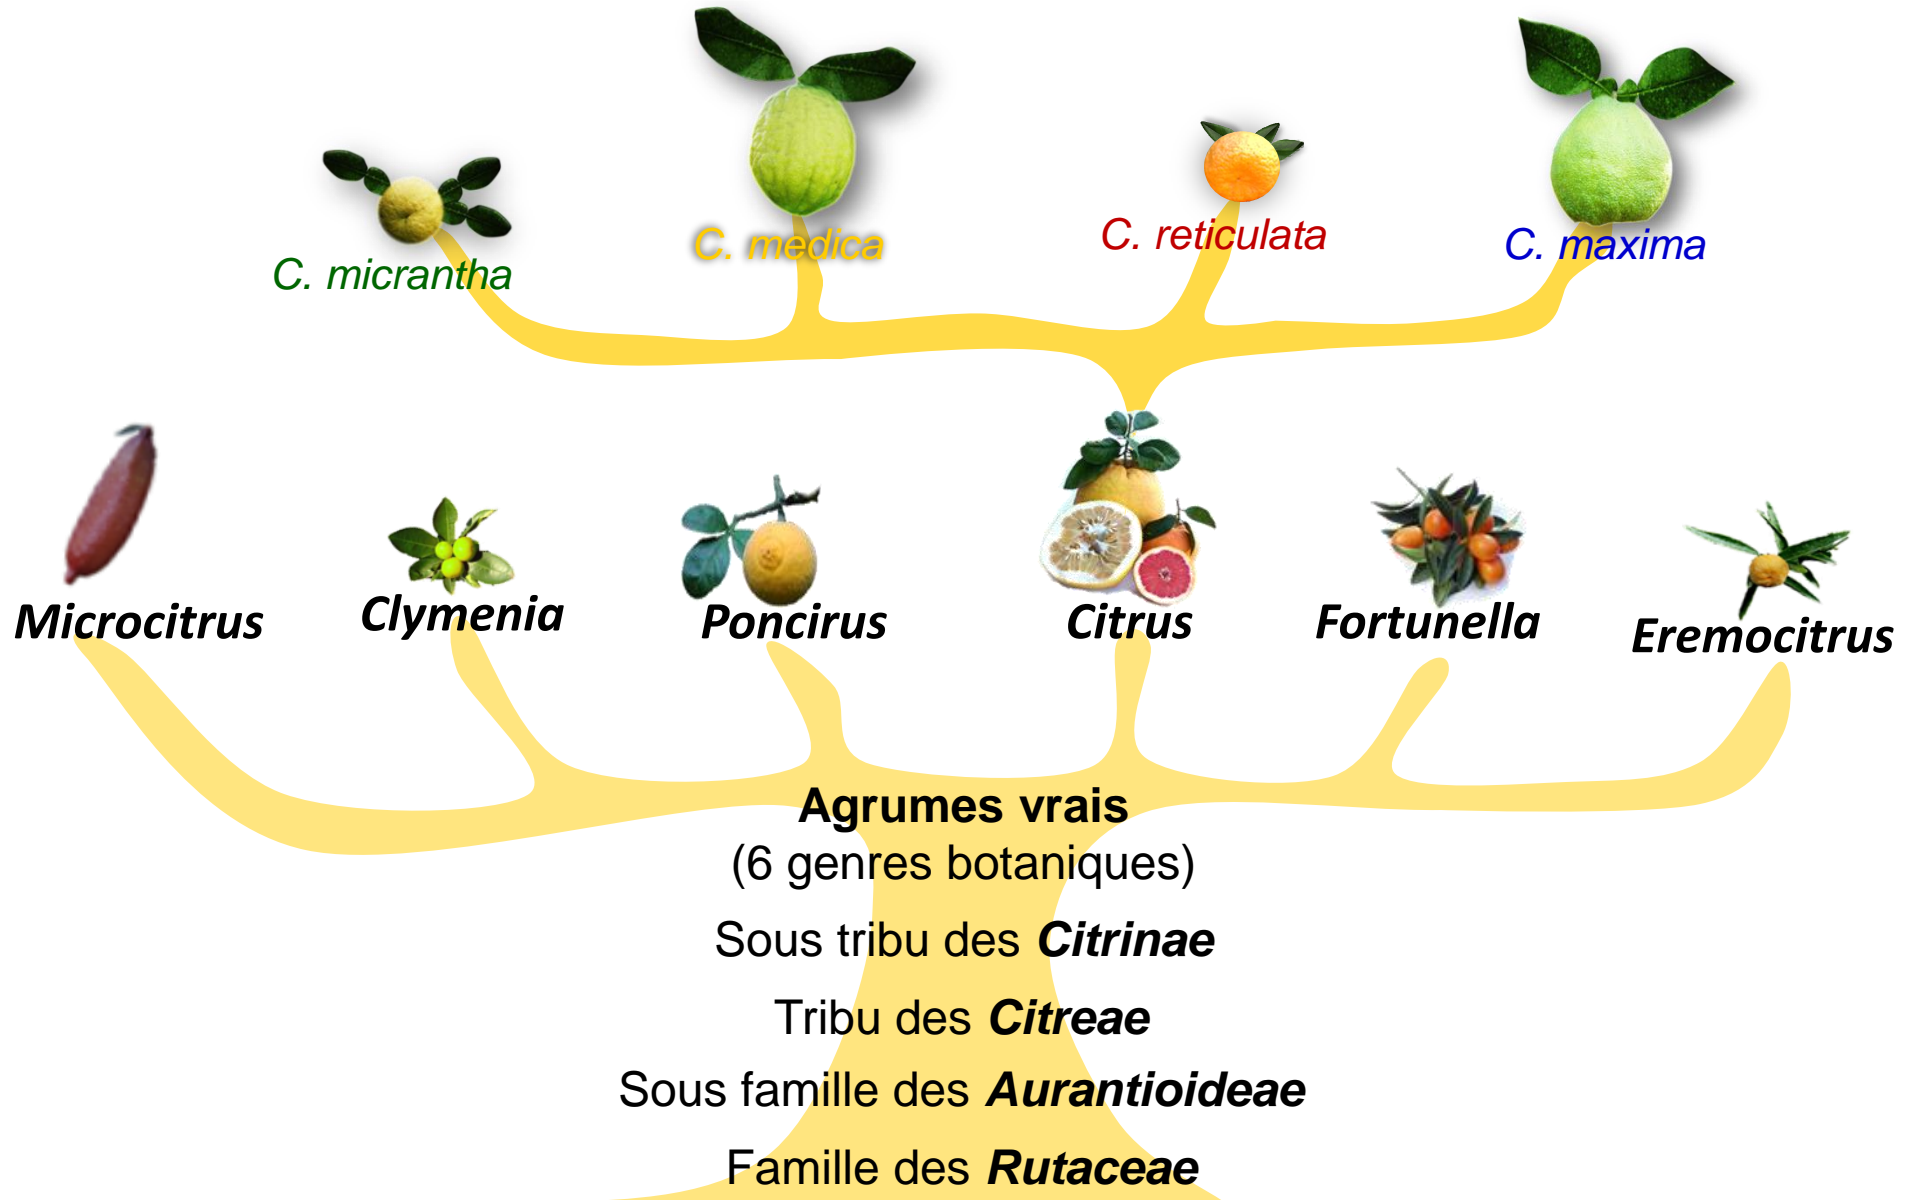 C. micrantha
C. medica
C. reticulata
C. maxima
Microcitrus
Clymenia
Poncirus
Citrus
Fortunella
Eremocitrus
Agrumes vrais
(6 genres botaniques)
Sous tribu des Citrinae
Tribu des Citreae
Sous famille des Aurantioideae
Famille des Rutaceae